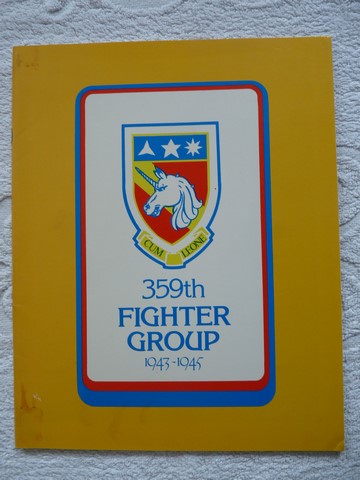 CUM LEONE
359th
FIGHTER
GROUP
1943-1945